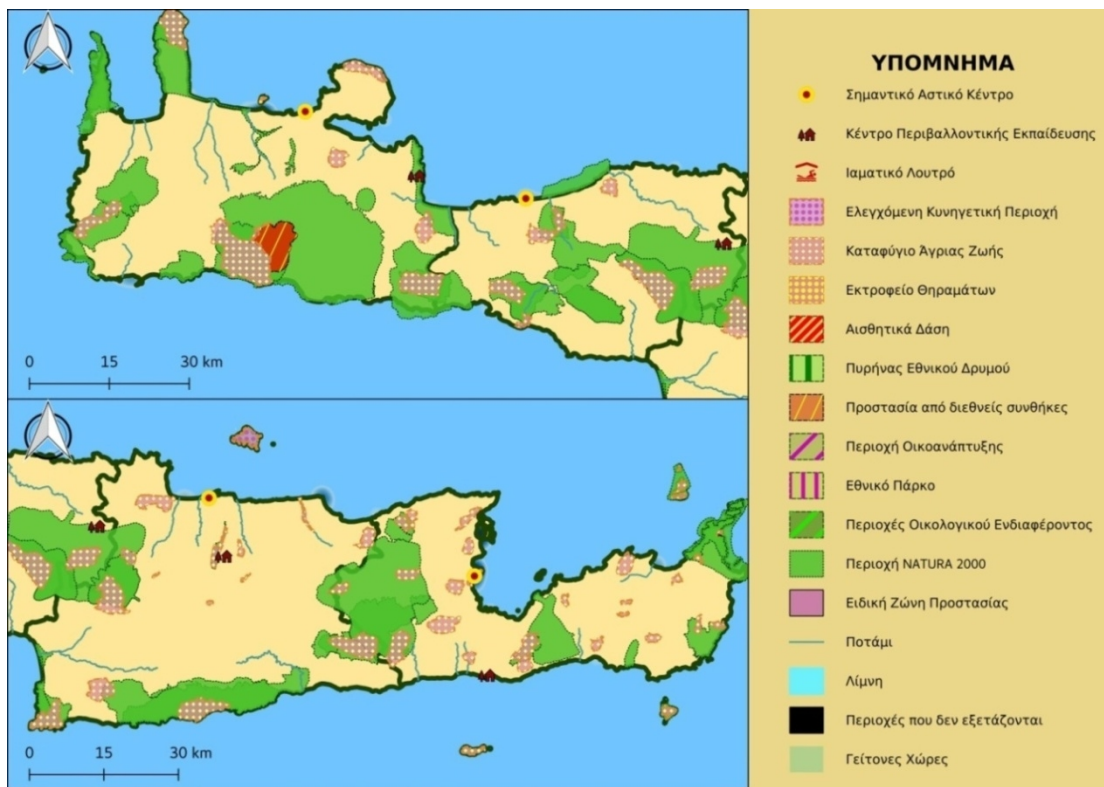 ΥΠΟΜΝΗΜΑ
Σημαντικό Αστικό Κέντρο
Κέντρο Περιβαλλοντικής Εκπαίδευσης
Ιαματικό Λουτρό
Ελεγχόμενη Κυνηγετική Περιοχή
Καταφύγιο Άγριας Ζωής
Εκτροφείο Θηραμάτων
Αισθητικά Δάση
Πυρήνας Εθνικού Δρυμού
Προστασία από διεθνείς συνθήκες
Περιοχή Οικοανάπτυξης
Εθνικό Πάρκο
Περιοχές Οικολογικού Ενδιαφέροντος
Περιοχή NATURA 2000
Ειδική Ζώνη Προστασίας
Ποτάμι
Λίμνη
Περιοχές που δεν εξετάζονται
Γείτονες Χώρες
0 15 30 km
0 15 30 km